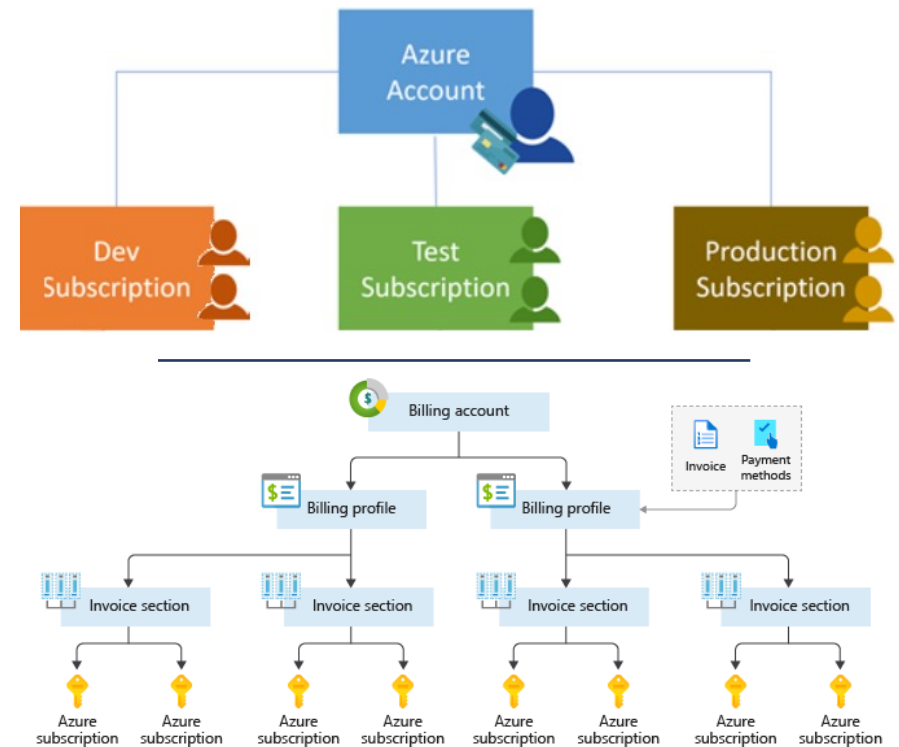 Azure
Account
Dev
Subscription
Test
Subscription
Production
Subscription
Billing account
Invoice
Payment
methods
Billing profile
Billing profile
Invoice section
Invoice section
Invoice section
Invoice section
Azure
subscription
Azure
subscription
Azure
subscription
Azure
subscription
Azure
subscription
Azure
subscription
Azure
subscription
Azure
subscription